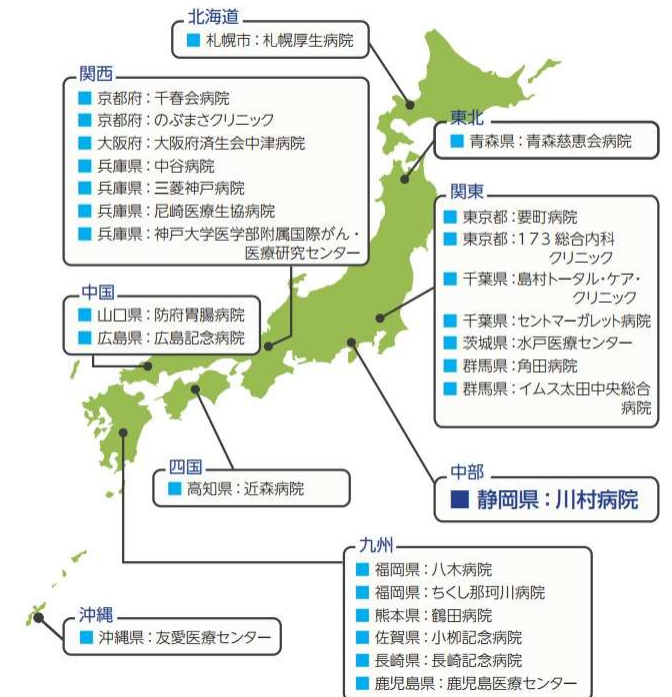 北海道
■ 札幌市：札幌厚生病院
関西
■ 京都府：千春会病院
■ 京都府：のぶまさクリニック
■ 大阪府：大阪府済生会中津病院
■ 兵庫県：中谷病院
■ 兵庫県：三菱神戸病院
■ 兵庫県：尼崎医療生協病院
■ 兵庫県：神戸大学医学部附属国際がん・
医療研究センター
東北
■ 青森県：青森慈恵会病院
関東
■ 東京都：要町病院
■ 東京都：173総合内科
クリニック
■ 千葉県：島村トータル・ケア・
クリニック
■ 千葉県：セントマーガレット病院
■ 茨城県：水戸医療センター
■ 群馬県：角田病院
■ 群馬県：イムス太田中央総合
病院
中国
■ 山口県：防府胃腸病院
■ 広島県：広島記念病院
四国
■ 高知県：近森病院
中部
■ 静岡県：川村病院
九州
■ 福岡県：八木病院
■ 福岡県：ちくし那珂川病院
■ 熊本県：鶴田病院
■ 佐賀県：小栁記念病院
■ 長崎県：長崎記念病院
■ 鹿児島県：鹿児島医療センター
沖縄
■ 沖縄県：友愛医療センター